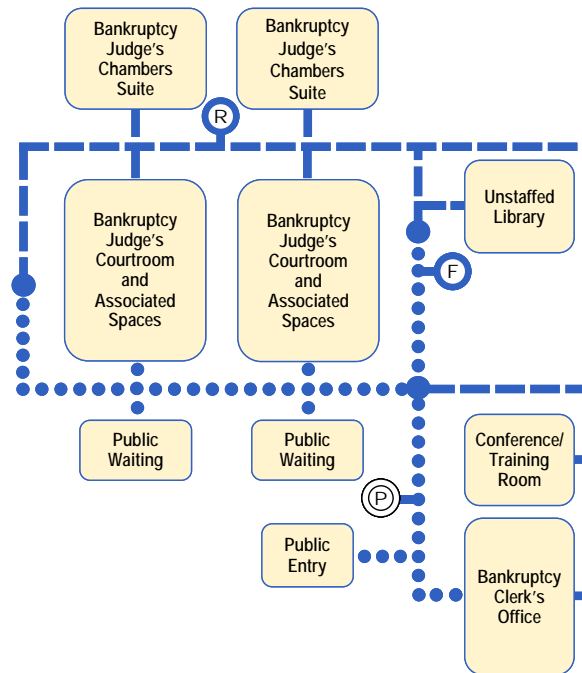 Bankruptcy
Judge's
Chambers
Suite
Bankruptcy
Judge's
Chambers
Suite
R
Bankruptcy
Judge's
Courtroom
and
Associated
Spaces
Bankruptcy
Judge's
Courtroom
and
Associated
Spaces
Unstaffed
Library
F
Public
Waiting
Public
Waiting
Conference/
Training
Room
P
Public
Entry
Bankruptcy
Clerk's
Office